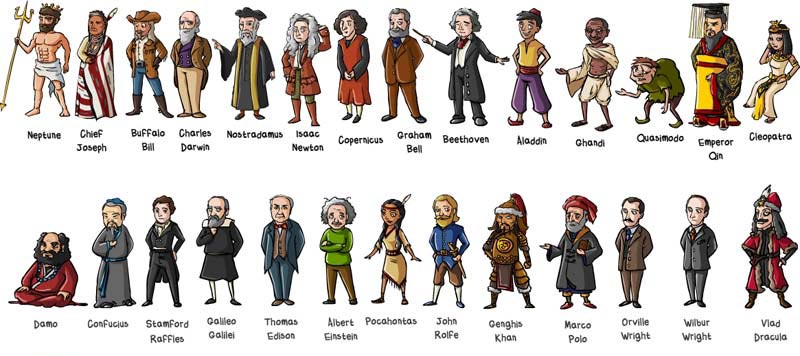 Neptune
Chief
Joseph
Buffalo
Bill
Charles
Darwin
Nostradamus
Isaac
Newton
Copernicus
Graham
Bell
Beethoven
Aladdin
Ghandi
Quasimodo
Emperor
Qin
Cleopatra
Damo
Confucius
Stamford
Raffles
Galileo
Galilei
Thomas
Edison
Albert
Einstein
Pocahontas
John
Rolfe
Genghis
Khan
Marco
Polo
Orville
Wright
Wilbur
Wright
Vlad
Dracula